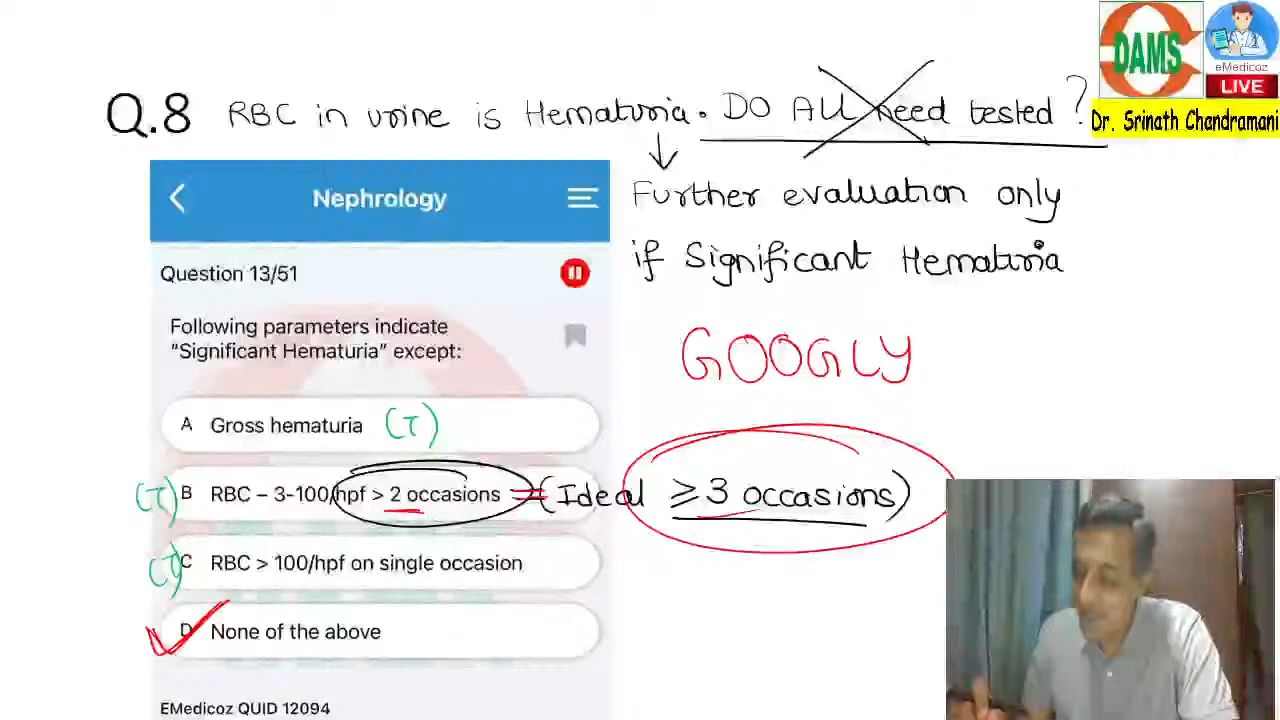 DAMS
eMedicoz
LIVE
Dr. Srinath Chandramani
Q.8 RBC in urine is Hematuria. DO All need tested?
Further evaluation only
if Significant Hematuria
GOOGLY
Nephrology
Question 13/51
Following parameters indicate
"Significant Hematuria" except:
A Gross hematuria (T)
(T) B RBC – 3-100/hpf > 2 occasions = (Ideal ≥3 occasions)
(T) C RBC > 100/hpf on single occasion
D None of the above
EMedicoz QUID 12094